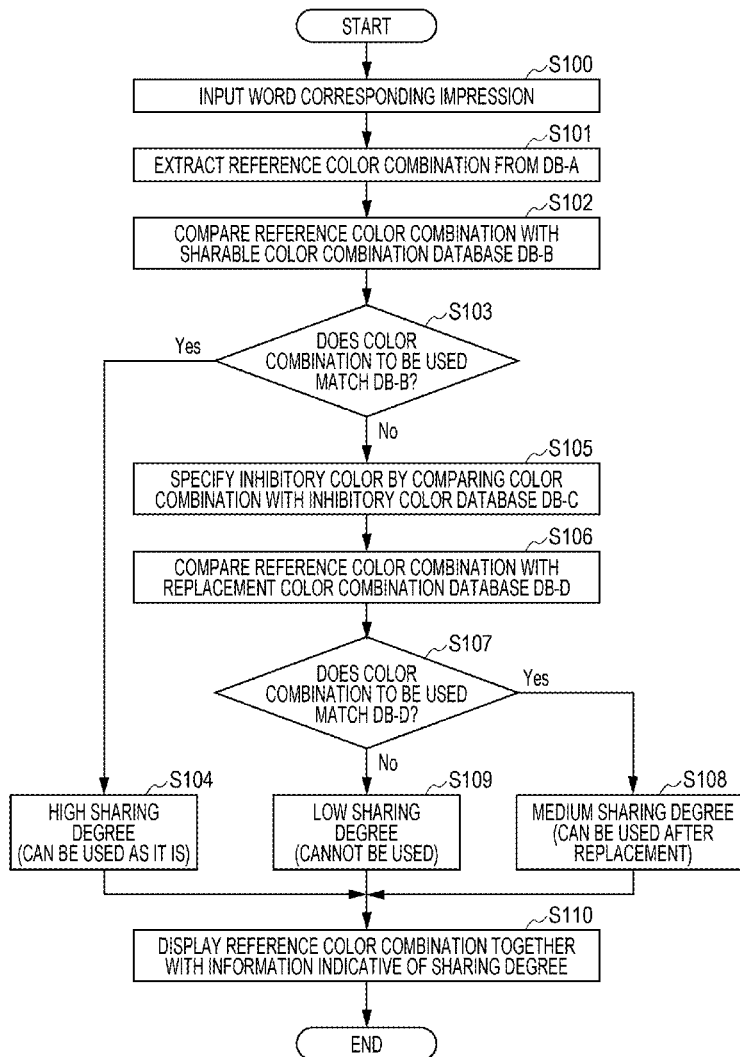 START
S100
INPUT WORD CORRESPONDING IMPRESSION
S101
EXTRACT REFERENCE COLOR COMBINATION FROM DB-A
S102
COMPARE REFERENCE COLOR COMBINATION WITH
SHARABLE COLOR COMBINATION DATABASE DB-B
S103
DOES COLOR
COMBINATION TO BE USED
MATCH DB-B?
Yes
No
S105
SPECIFY INHIBITORY COLOR BY COMPARING COLOR
COMBINATION WITH INHIBITORY COLOR DATABASE DB-C
S106
COMPARE REFERENCE COLOR COMBINATION WITH
REPLACEMENT COLOR COMBINATION DATABASE DB-D
S107
DOES COLOR
COMBINATION TO BE USED
MATCH DB-D?
Yes
No
S104
HIGH SHARING
DEGREE
(CAN BE USED AS IT IS)
S109
LOW SHARING
DEGREE
(CANNOT BE USED)
S108
MEDIUM SHARING DEGREE
(CAN BE USED AFTER
REPLACEMENT)
S110
DISPLAY REFERENCE COLOR COMBINATION TOGETHER
WITH INFORMATION INDICATIVE OF SHARING DEGREE
END